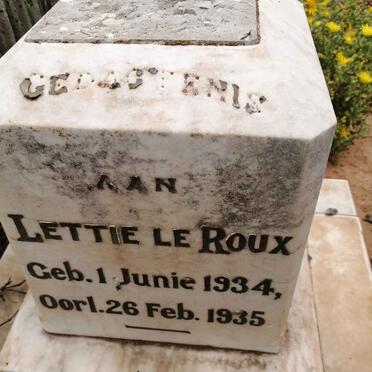 GEDAGTENIS
AAN
LETTIE LE ROUX
Geb. 1 Junie 1934,
Oorl. 26 Feb. 1935